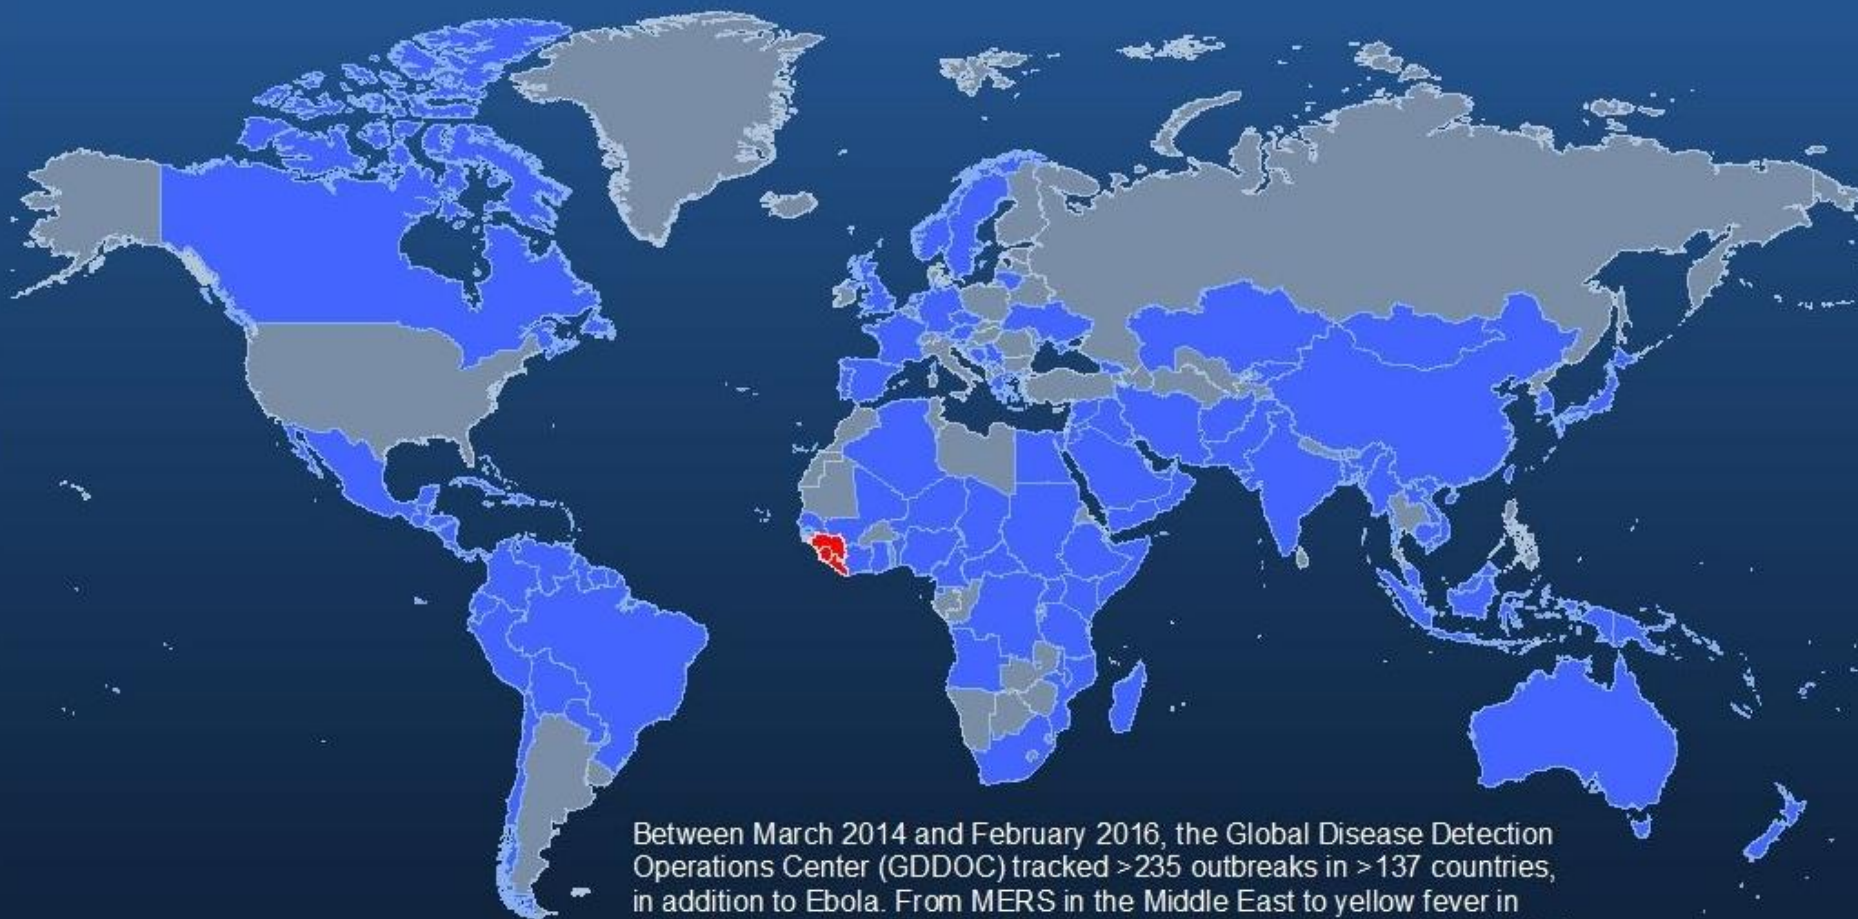 Between March 2014 and February 2016, the Global Disease Detection
Operations Center (GDDOC) tracked >235 outbreaks in >137 countries,
in addition to Ebola. From MERS in the Middle East to yellow fever in